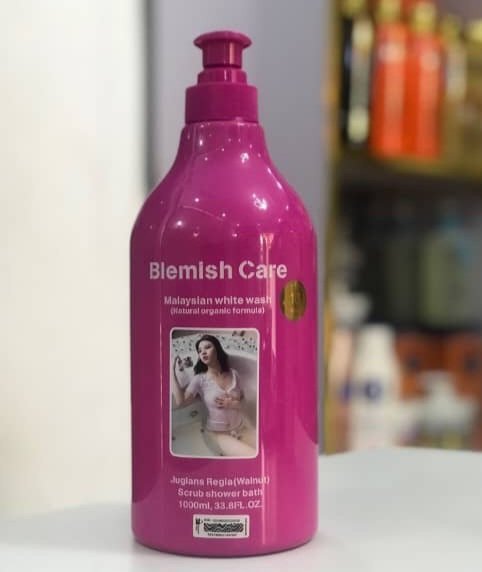 Blemish Care
Malaysian white wash
(Natural organic formula)
Juglans Regia(Walnut)
Scrub shower bath
1000ml, 33.8FL.OZ.